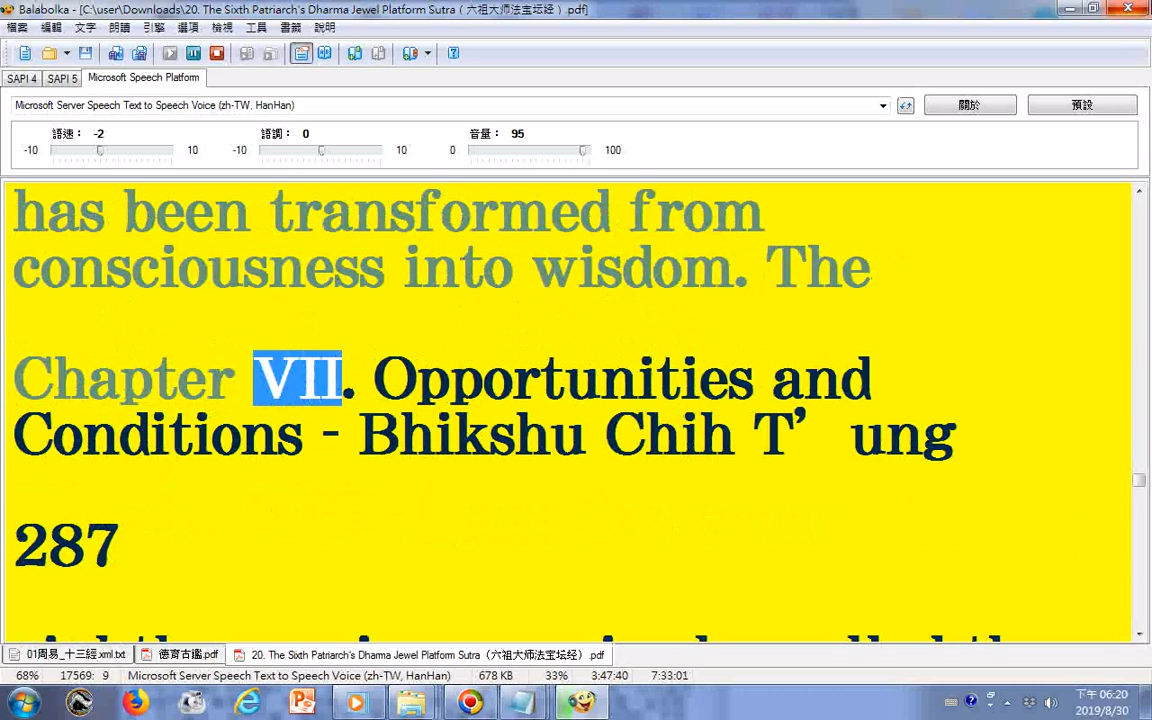 Balabolka - [C:\user\Downloads\20. The Sixth Patriarch's Dharma Jewel Platform Sutra（六祖大师法宝坛经）pdf]
檔案 編輯 文字 朗讀 引擎 選項 檢視 工具 書籤 說明
SAPI 4 SAPI 5 Microsoft Speech Platform
Microsoft Server Speech Text to Speech Voice (zh-TW, HanHan) 關於 預設
語速： -2 語調： 0 音量： 95
-10 10 -10 10 0 100
has been transformed from
consciousness into wisdom. The
Chapter VII. Opportunities and
Conditions - Bhikshu Chih T’ ung
287
01周易_十三經.xml.txt 德育古鑑.pdf 20. The Sixth Patriarch's Dharma Jewel Platform Sutra（六祖大师法宝坛经）.pdf
68% 17569: 9 Microsoft Server Speech Text to Speech Voice (zh-TW, HanHan) 678 KB 33% 3:47:40 7:33:01
下午 06:20
2019/8/30